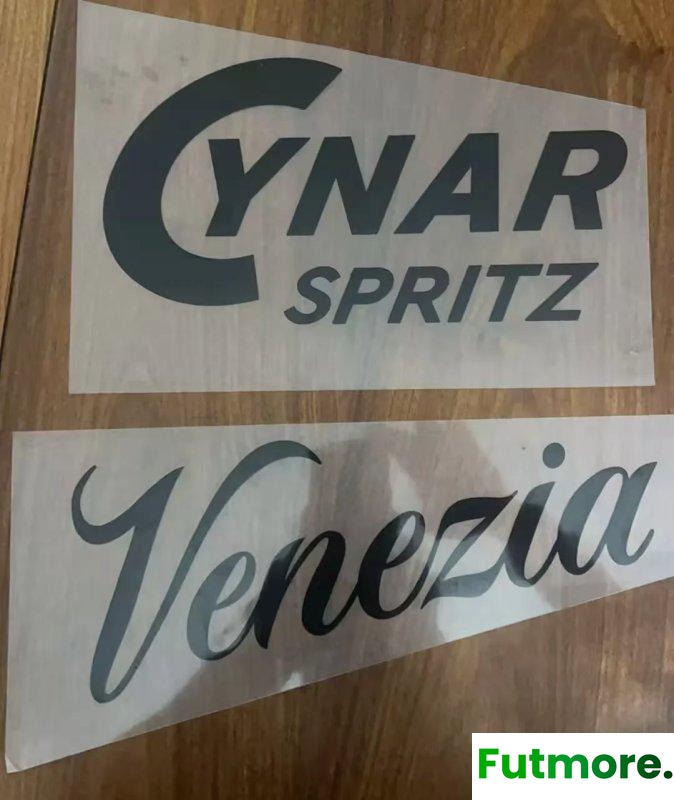 CYNAR
SPRITZ
Venezia
Futmore.